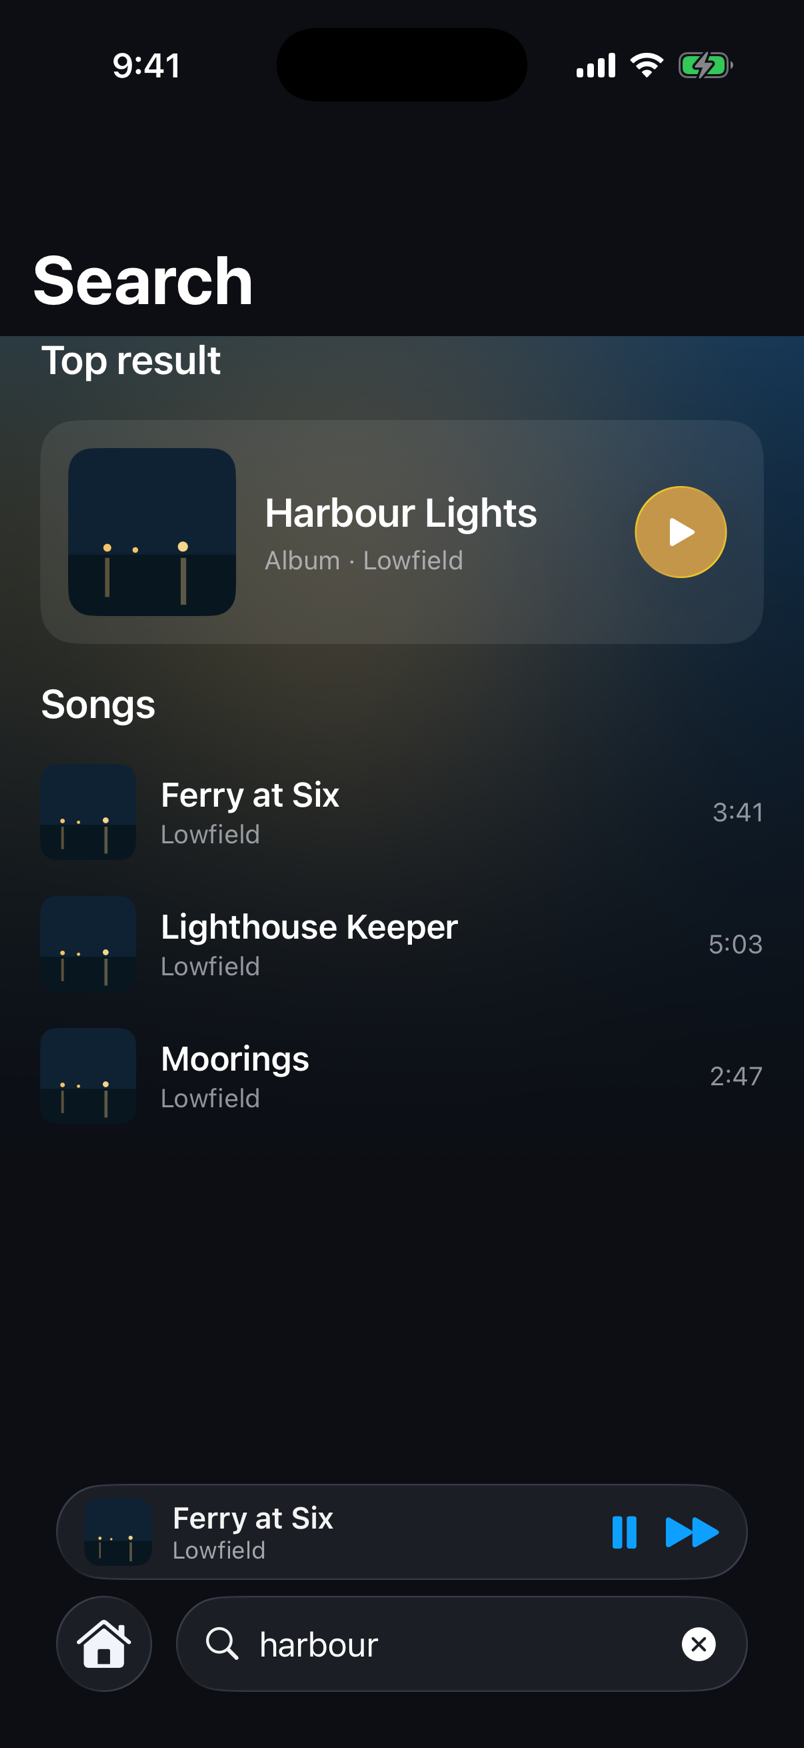 9:41
Search
Top result
Harbour Lights
Album · Lowfield
Songs
Ferry at Six
Lowfield
3:41
Lighthouse Keeper
Lowfield
5:03
Moorings
Lowfield
2:47
Ferry at Six
Lowfield
harbour